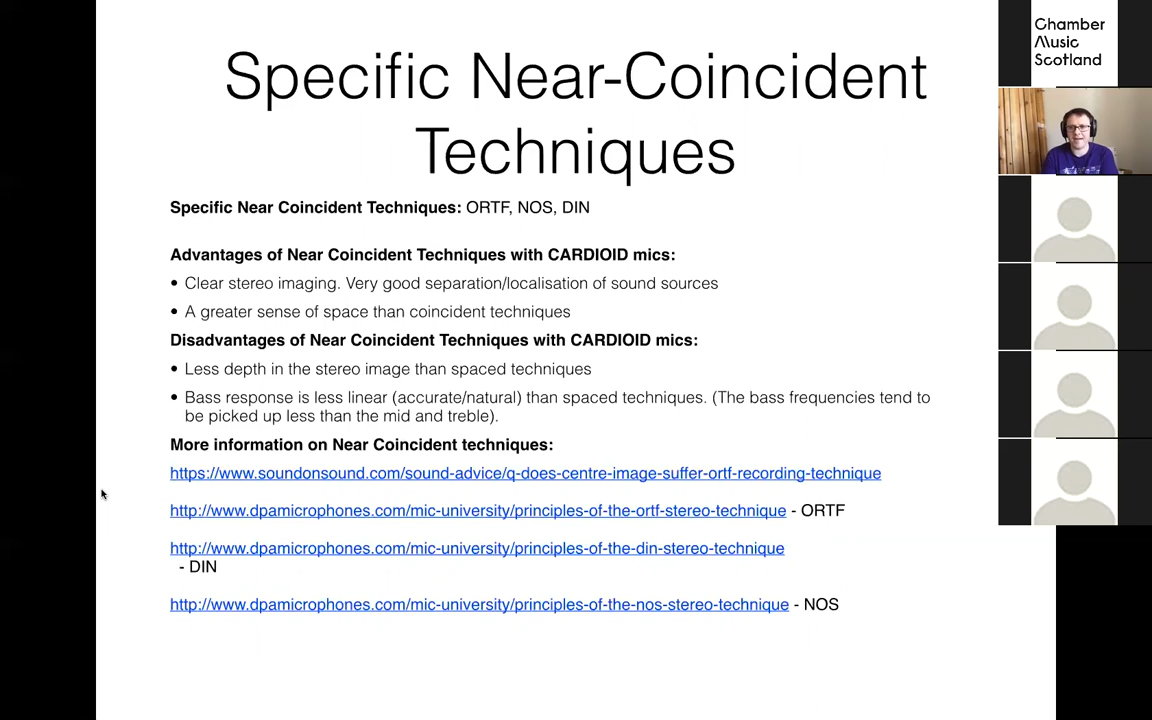 Specific Near-Coincident
Techniques
Specific Near Coincident Techniques: ORTF, NOS, DIN
Advantages of Near Coincident Techniques with CARDIOID mics:
• Clear stereo imaging. Very good separation/localisation of sound sources
• A greater sense of space than coincident techniques
Disadvantages of Near Coincident Techniques with CARDIOID mics:
• Less depth in the stereo image than spaced techniques
• Bass response is less linear (accurate/natural) than spaced techniques. (The bass frequencies tend to
be picked up less than the mid and treble).
More information on Near Coincident techniques:
https://www.soundonsound.com/sound-advice/q-does-centre-image-suffer-ortf-recording-technique
http://www.dpamicrophones.com/mic-university/principles-of-the-ortf-stereo-technique - ORTF
http://www.dpamicrophones.com/mic-university/principles-of-the-din-stereo-technique
- DIN
http://www.dpamicrophones.com/mic-university/principles-of-the-nos-stereo-technique - NOS
Chamber
Music
Scotland